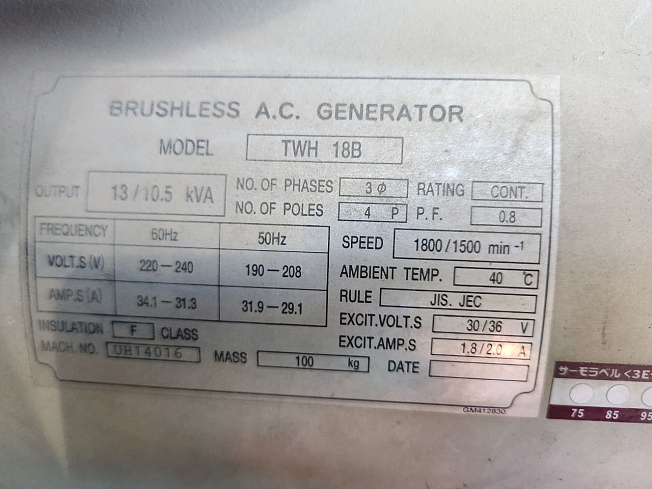 BRUSHLESS A.C. GENERATOR
MODEL TWH 18B
OUTPUT 13/10.5 kVA NO. OF PHASES 3φ RATING CONT.
NO. OF POLES 4 P P.F. 0.8
FREQUENCY 60Hz 50Hz SPEED 1800/1500 min⁻¹
VOLT.S (V) 220-240 190-208 AMBIENT TEMP. 40 ℃
AMP.S (A) 34.1-31.3 31.9-29.1 RULE JIS. JEC
INSULATION F CLASS EXCIT.VOLT.S 30/36 V
MACH. NO. UB14016 EXCIT.AMP.S 1.8/2.0 A
MASS 100 kg DATE
GM412830
サーモラベル<3E-
75 85 95